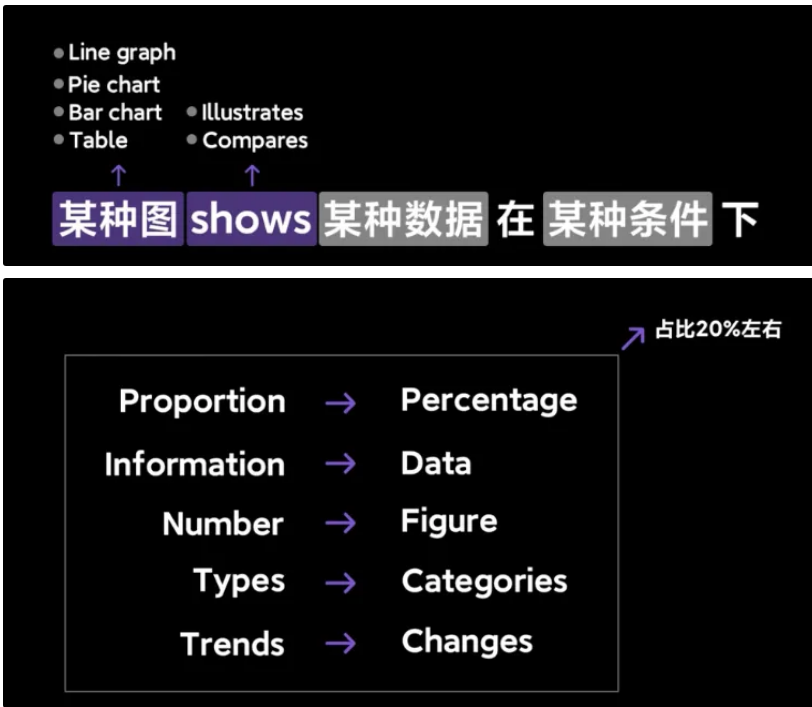 Line graph
Pie chart
Bar chart
Table
Illustrates
Compares
某种图 shows 某种数据 在 某种条件 下
占比20%左右
Proportion → Percentage
Information → Data
Number → Figure
Types → Categories
Trends → Changes